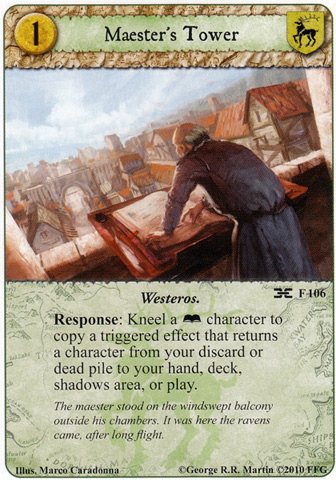 1
Maester's Tower
Westeros.
F106
Response: Kneel a character to
copy a triggered effect that returns
a character from your discard or
dead pile to your hand, deck,
shadows area, or play.
The maester stood on the windswept balcony
outside his chambers. It was here the ravens
came, after long flight.
Illus. Marco Caradonna ©George R.R. Martin ©2010 FFG